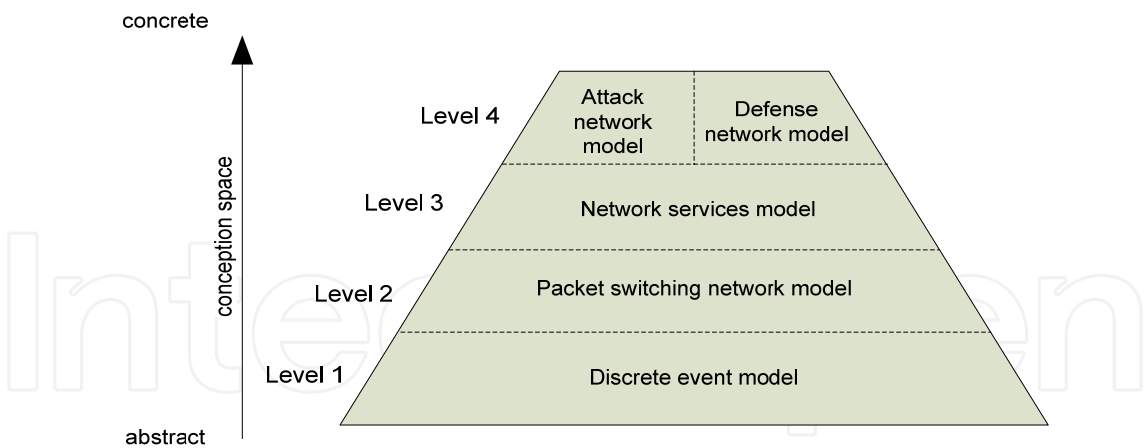 concrete
Level 4
Attack
network
model
Defense
network model
Level 3
Network services model
conception space
Level 2
Packet switching network model
Level 1
Discrete event model
abstract